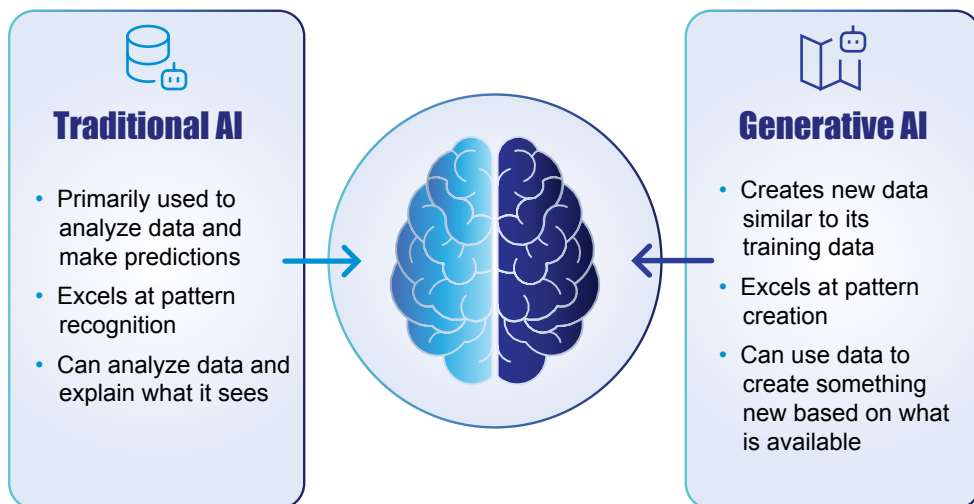 Traditional AI
• Primarily used to
analyze data and
make predictions
• Excels at pattern
recognition
• Can analyze data and
explain what it sees
Generative AI
• Creates new data
similar to its
training data
• Excels at pattern
creation
• Can use data to
create something
new based on what
is available